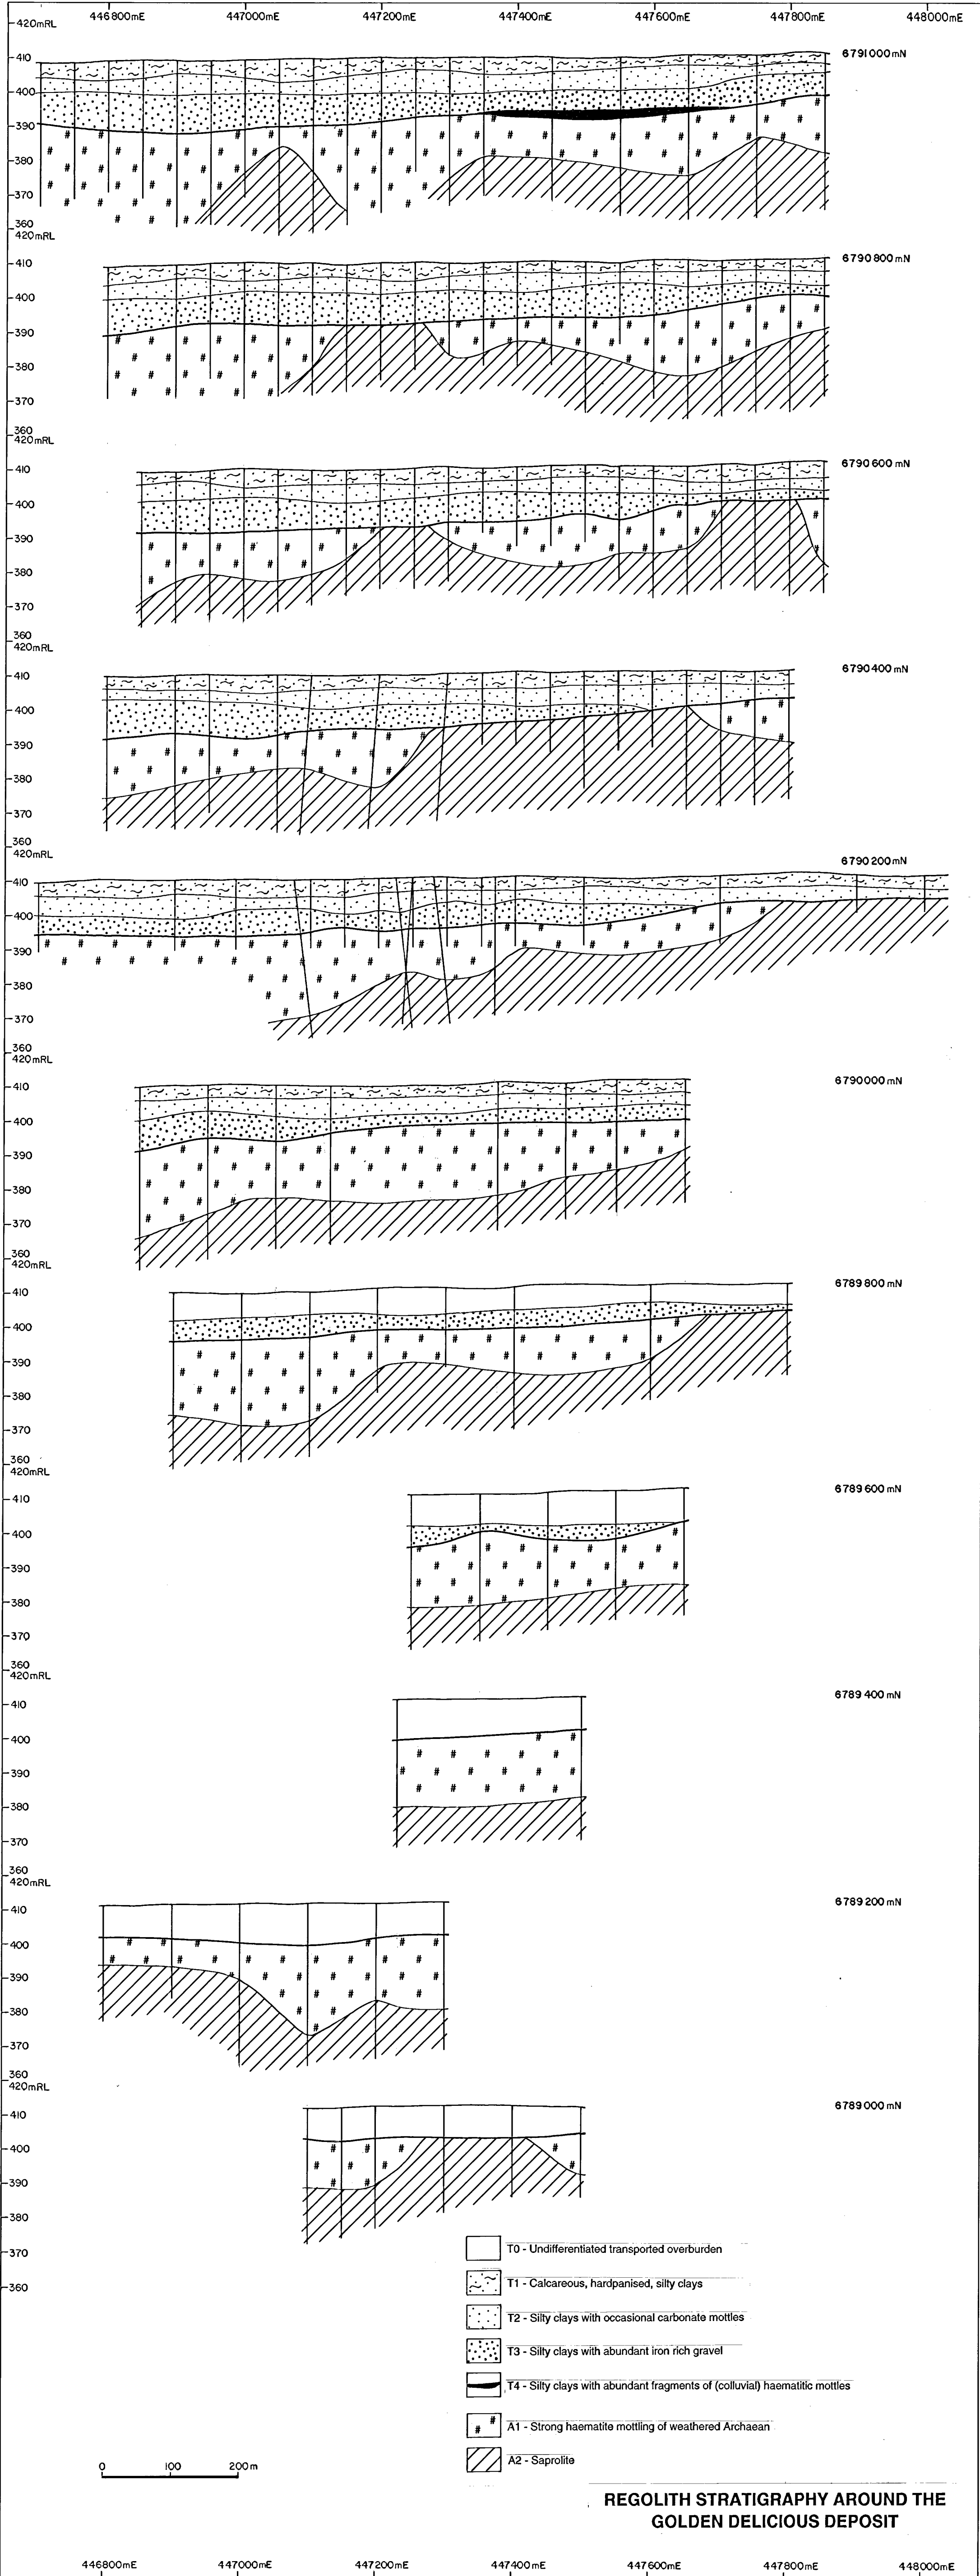 446800mE 447000mE 447200mE 447400mE 447600mE 447800mE 448000mE
420mRL
6791000mN
410
400
390
380
370
360
420mRL
6790800mN
410
400
390
380
370
360
420mRL
6790600mN
410
400
390
380
370
360
420mRL
6790400mN
410
400
390
380
370
360
420mRL
6790200mN
410
400
390
380
370
360
420mRL
6790000mN
410
400
390
380
370
360
420mRL
6789800mN
410
400
390
380
370
360
420mRL
6789600mN
410
400
390
380
370
360
420mRL
6789400mN
410
400
390
380
370
360
420mRL
6789200mN
410
400
390
380
370
360
420mRL
6789000mN
410
400
390
380
370
360
T0 - Undifferentiated transported overburden
T1 - Calcareous, hardpanised, silty clays
T2 - Silty clays with occasional carbonate mottles
T3 - Silty clays with abundant iron rich gravel
T4 - Silty clays with abundant fragments of (colluvial) haematitic mottles
A1 - Strong haematite mottling of weathered Archaean
A2 - Saprolite
0 100 200m
REGOLITH STRATIGRAPHY AROUND THE
GOLDEN DELICIOUS DEPOSIT
446800mE 447000mE 447200mE 447400mE 447600mE 447800mE 448000mE